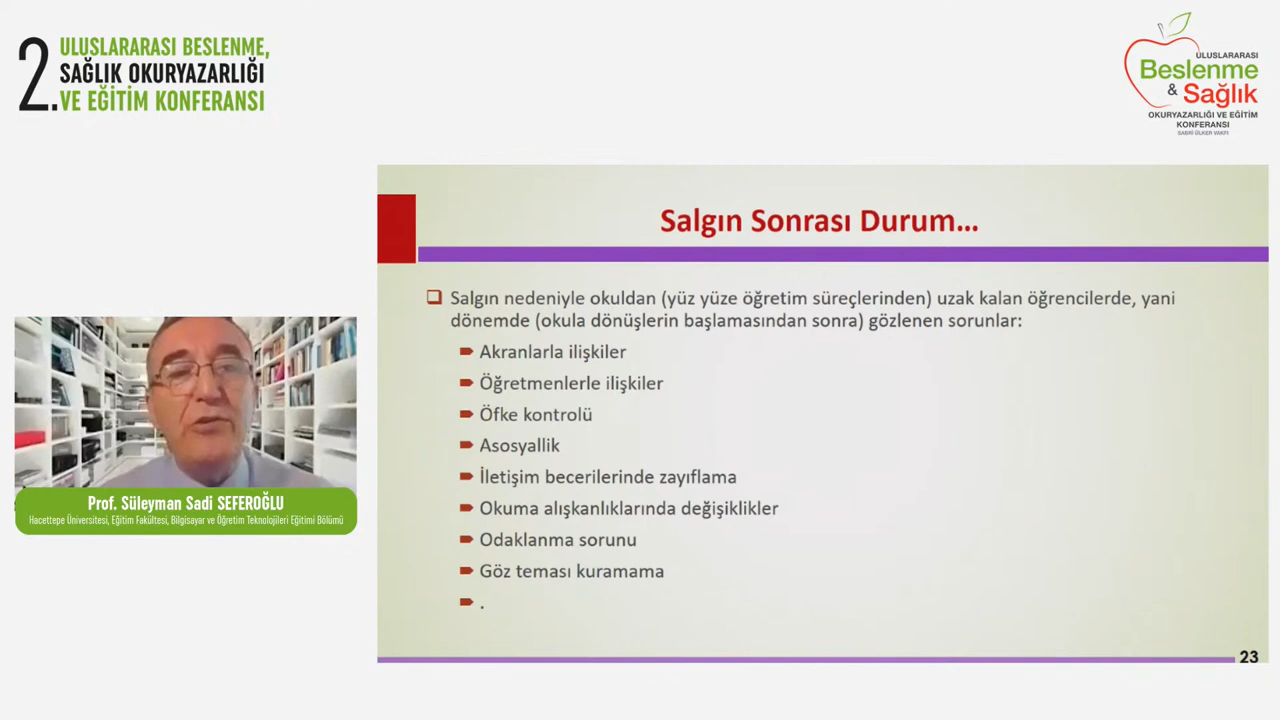 2.
ULUSLARARASI BESLENME,
SAĞLIK OKURYAZARLIĞI
VE EĞİTİM KONFERANSI
ULUSLARARASI
Beslenme
& Sağlık
OKURYAZARLIĞI VE EĞİTİM
KONFERANSI
SABRİ ÜLKER VAKFI
Salgın Sonrası Durum...
Salgın nedeniyle okuldan (yüz yüze öğretim süreçlerinden) uzak kalan öğrencilerde, yani
dönemde (okula dönüşlerin başlamasından sonra) gözlenen sorunlar:
Akranlarla ilişkiler
Öğretmenlerle ilişkiler
Öfke kontrolü
Asosyallik
İletişim becerilerinde zayıflama
Okuma alışkanlıklarında değişiklikler
Odaklanma sorunu
Göz teması kuramama
.
23
Prof. Süleyman Sadi SEFEROĞLU
Hacettepe Üniversitesi, Eğitim Fakültesi, Bilgisayar ve Öğretim Teknolojileri Eğitimi Bölümü